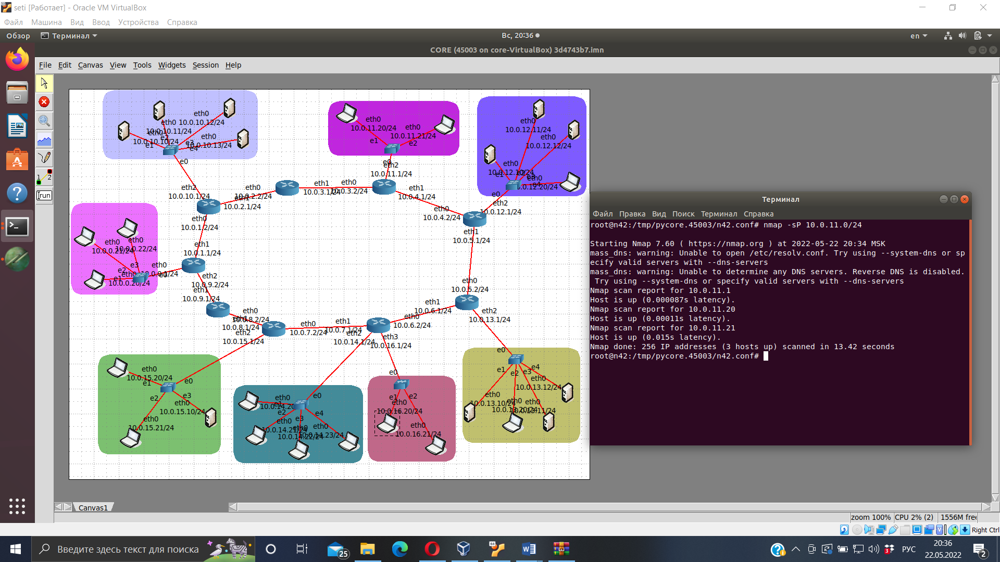 seti [Работает] - Oracle VM VirtualBox
Файл Машина Вид Ввод Устройства Справка
Обзор Терминал Вс, 20:36 en
CORE (45003 on core-VirtualBox) 3d4743b7.imn
File Edit Canvas View Tools Widgets Session Help
run
eth0
10.0.10.12/24
eth0
10.0.10.11/24
10.0.10.10/24
eth0
10.0.10.13/24
e1
e3
e4
e0
eth0
10.0.11.20/24
eth0
10.0.11.21/24
e1
e2
e0
eth2
10.0.11.1/24
eth0
10.0.12.11/24
eth0
10.0.12.12/24
eth0
10.0.12.10/24
e1
eth0
10.0.12.20/24
e0
eth2
10.0.12.1/24
eth2
10.0.10.1/24
eth0
10.0.2.2/24
eth1
10.0.2.1/24
eth1
10.0.3.1/24
eth0
10.0.3.2/24
eth1
10.0.4.1/24
eth0
10.0.4.2/24
eth1
10.0.5.1/24
eth0
10.0.1.2/24
eth1
10.0.1.1/24
eth0
10.0.0.21/24
eth0
10.0.0.22/24
e3
e2
e1
eth0
10.0.0.20/24
eth0
10.0.0.1/24
e0
eth2
10.0.9.2/24
eth1
10.0.9.1/24
eth0
10.0.8.2/24
eth1
10.0.8.1/24
eth2
10.0.15.1/24
eth0
10.0.7.2/24
eth1
10.0.7.1/24
eth2
10.0.14.1/24
eth3
10.0.16.1/24
eth0
10.0.6.2/24
eth1
10.0.6.1/24
eth0
10.0.5.2/24
eth2
10.0.13.1/24
eth0
10.0.15.20/24
e1
e0
e2
e3
eth0
10.0.15.10/24
eth0
10.0.15.21/24
eth0
e1
e0
e2
e3
e4
eth0
10.0.14.21/24
eth0
10.0.14.22/24
eth0
10.0.14.23/24
e0
e1
e2
eth0
10.0.16.20/24
eth0
10.0.16.21/24
e0
e1
e2
e3
e4
eth0
10.0.13.12/24
eth0
10.0.13.10/24
eth0
10.0.13.20/24
eth0
10.0.13.11/24
Терминал
Файл Правка Вид Поиск Терминал Справка
root@n42:/tmp/pycore.45003/n42.conf# nmap -sP 10.0.11.0/24
Starting Nmap 7.60 ( https://nmap.org ) at 2022-05-22 20:34 MSK
mass_dns: warning: Unable to open /etc/resolv.conf. Try using --system-dns or sp
ecify valid servers with --dns-servers
mass_dns: warning: Unable to determine any DNS servers. Reverse DNS is disabled.
Try using --system-dns or specify valid servers with --dns-servers
Nmap scan report for 10.0.11.1
Host is up (0.000087s latency).
Nmap scan report for 10.0.11.20
Host is up (0.00011s latency).
Nmap scan report for 10.0.11.21
Host is up (0.015s latency).
Nmap done: 256 IP addresses (3 hosts up) scanned in 13.42 seconds
root@n42:/tmp/pycore.45003/n42.conf#
Canvas1
zoom 100% CPU 2% (2) 1556M free
Right Ctrl
Введите здесь текст для поиска
25
64
3
РУС
20:36
22.05.2022
2